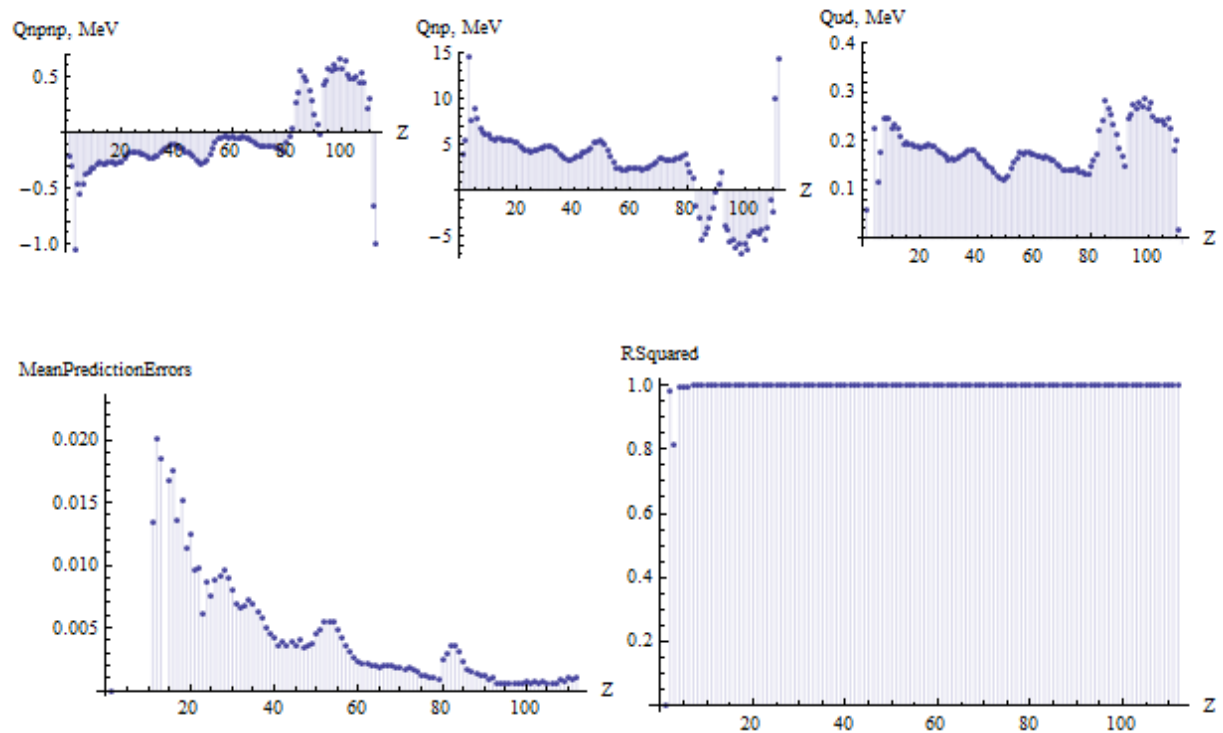 Qnpnp, MeV
0.5
-0.5
-1.0
20 40 60 80 100
Z
Qnp, MeV
15
10
5
-5
20 40 60 80 100
Z
Qud, MeV
0.4
0.3
0.2
0.1
20 40 60 80 100
Z
MeanPredictionErrors
0.020
0.015
0.010
0.005
20 40 60 80 100
Z
RSquared
1.0
0.8
0.6
0.4
0.2
20 40 60 80 100
Z